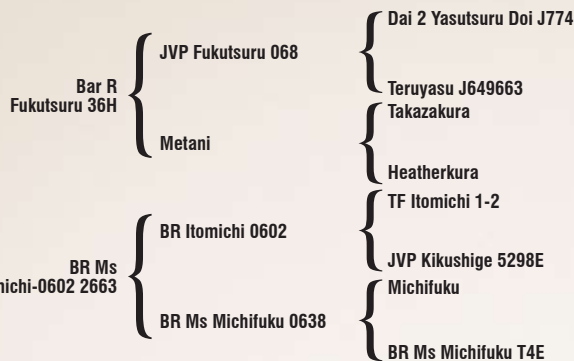 Dai 2 Yasutsuru Doi J774
JVP Fukutsuru 068
Teruyasu J649663
Bar R
Fukutsuru 36H
Takazakura
Metani
Heatherkura
TF Itomichi 1-2
BR Itomichi 0602
JVP Kikushige 5298E
BR Ms
michi-0602 2663
Michifuku
BR Ms Michifuku 0638
BR Ms Michifuku T4E